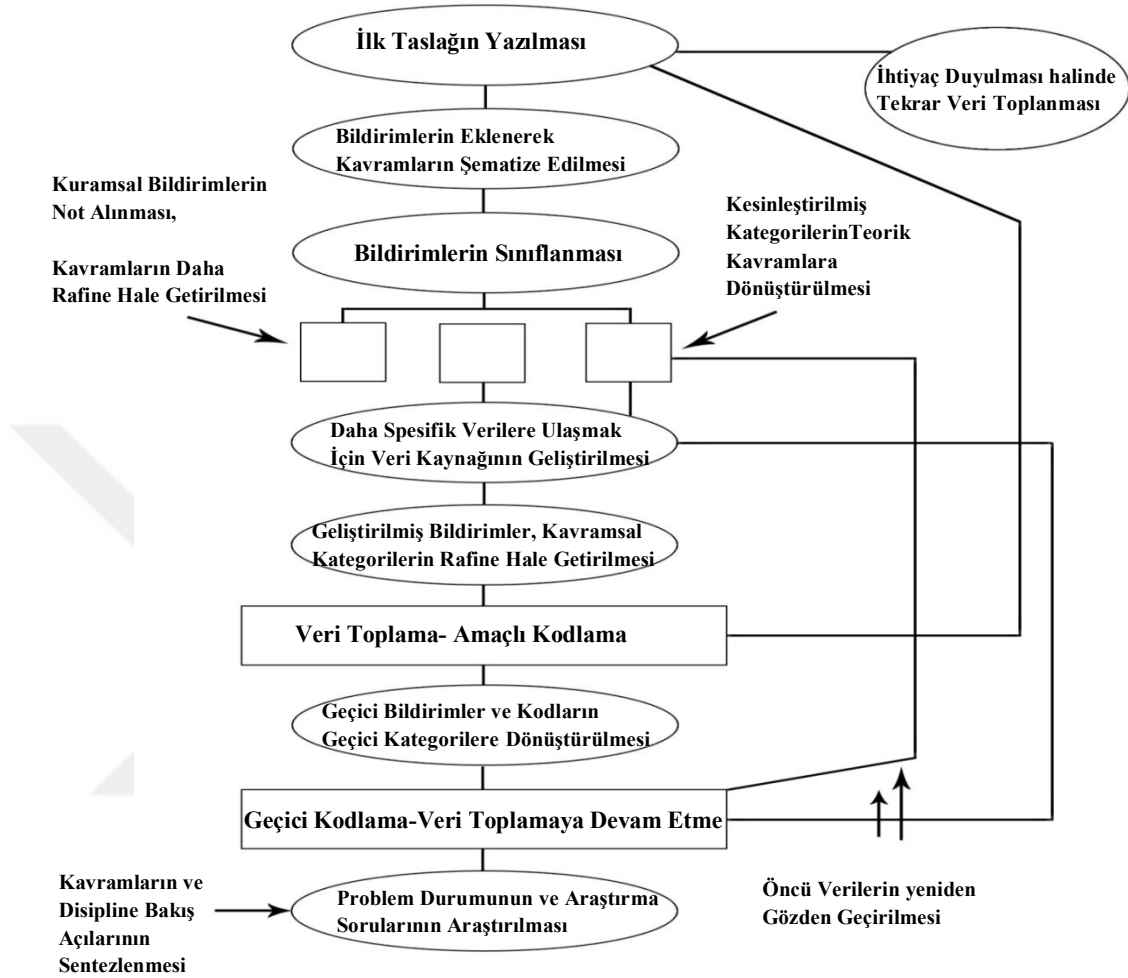 İlk Taslağın Yazılması
İhtiyaç Duyulması halinde
Tekrar Veri Toplanması
Bildirimlerin Eklenerek
Kavramların Şematize Edilmesi
Kuramsal Bildirimlerin
Not Alınması,
Kavramların Daha
Rafine Hale Getirilmesi
Bildirimlerin Sınıflanması
Kesinleştirilmiş
KategorilerinTeorik
Kavramlara
Dönüştürülmesi
Daha Spesifik Verilere Ulaşmak
İçin Veri Kaynağının Geliştirilmesi
Geliştirilmiş Bildirimler, Kavramsal
Kategorilerin Rafine Hale Getirilmesi
Veri Toplama- Amaçlı Kodlama
Geçici Bildirimler ve Kodların
Geçici Kategorilere Dönüştürülmesi
Geçici Kodlama-Veri Toplamaya Devam Etme
Kavramların ve
Disipline Bakış
Açılarının
Sentezlenmesi
Problem Durumunun ve Araştırma
Sorularının Araştırılması
Öncü Verilerin yeniden
Gözden Geçirilmesi